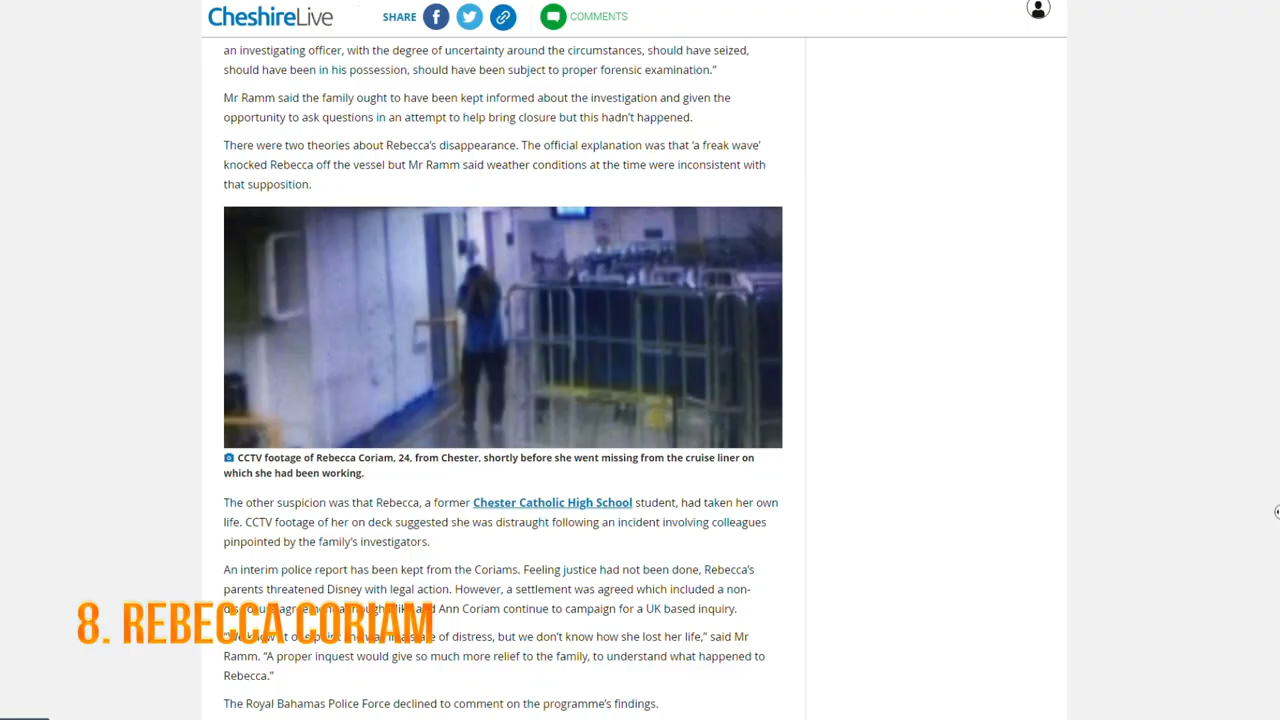 CheshireLive
SHARE
COMMENTS
an investigating officer, with the degree of uncertainty around the circumstances, should have seized,
should have been in his possession, should have been subject to proper forensic examination.”
Mr Ramm said the family ought to have been kept informed about the investigation and given the
opportunity to ask questions in an attempt to help bring closure but this hadn’t happened.
There were two theories about Rebecca’s disappearance. The official explanation was that ‘a freak wave’
knocked Rebecca off the vessel but Mr Ramm said weather conditions at the time were inconsistent with
that supposition.
CCTV footage of Rebecca Coriam, 24, from Chester, shortly before she went missing from the cruise liner on
which she had been working.
The other suspicion was that Rebecca, a former Chester Catholic High School student, had taken her own
life. CCTV footage of her on deck suggested she was distraught following an incident involving colleagues
pinpointed by the family’s investigators.
An interim police report has been kept from the Coriams. Feeling justice had not been done, Rebecca’s
parents threatened Disney with legal action. However, a settlement was agreed which included a non-
Ann Coriam continue to campaign for a UK based inquiry.
8. REBECCA CORIAM
of distress, but we don’t know how she lost her life,” said Mr
Ramm. “A proper inquest would give so much more relief to the family, to understand what happened to
Rebecca.”
The Royal Bahamas Police Force declined to comment on the programme’s findings.